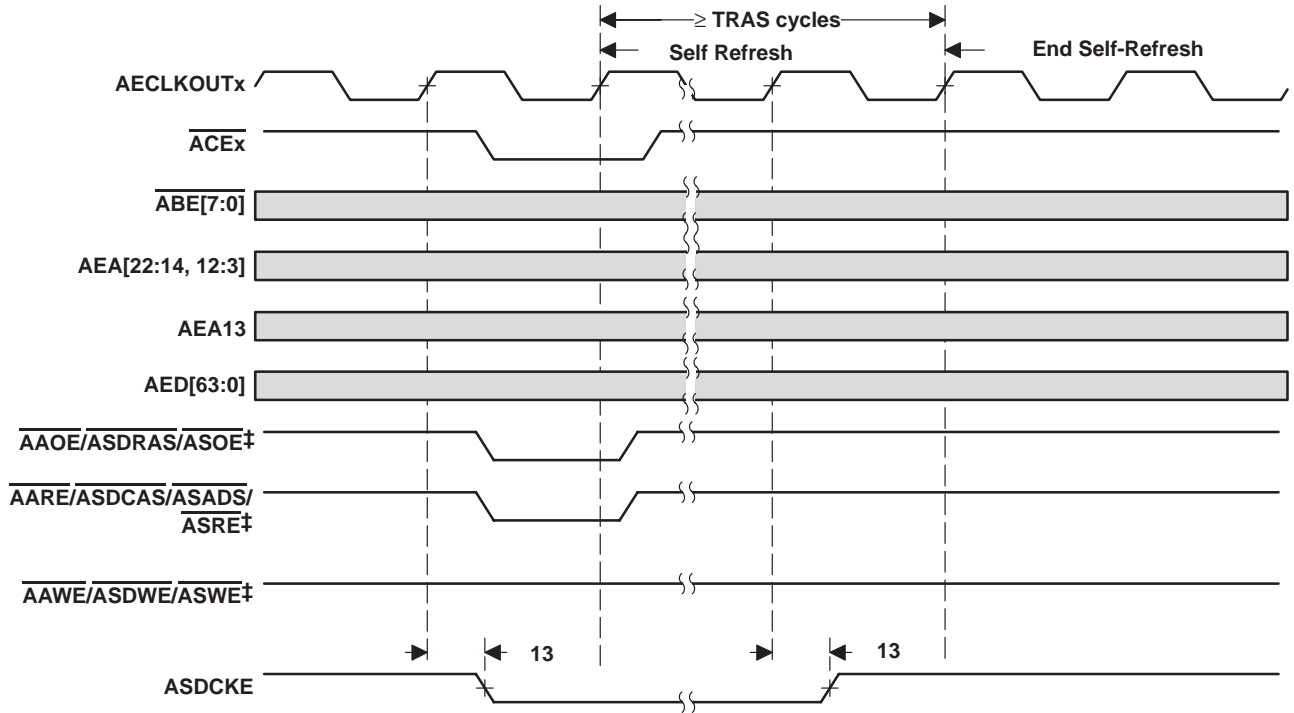 ≥ TRAS cycles
Self Refresh
End Self-Refresh
AECLKOUTx
ACEx
ABE[7:0]
AEA[22:14, 12:3]
AEA13
AED[63:0]
AAOE/ASDRAS/ASOE‡
AARE/ASDCAS/ASADS/
ASRE‡
AAWE/ASDWE/ASWE‡
13
13
ASDCKE